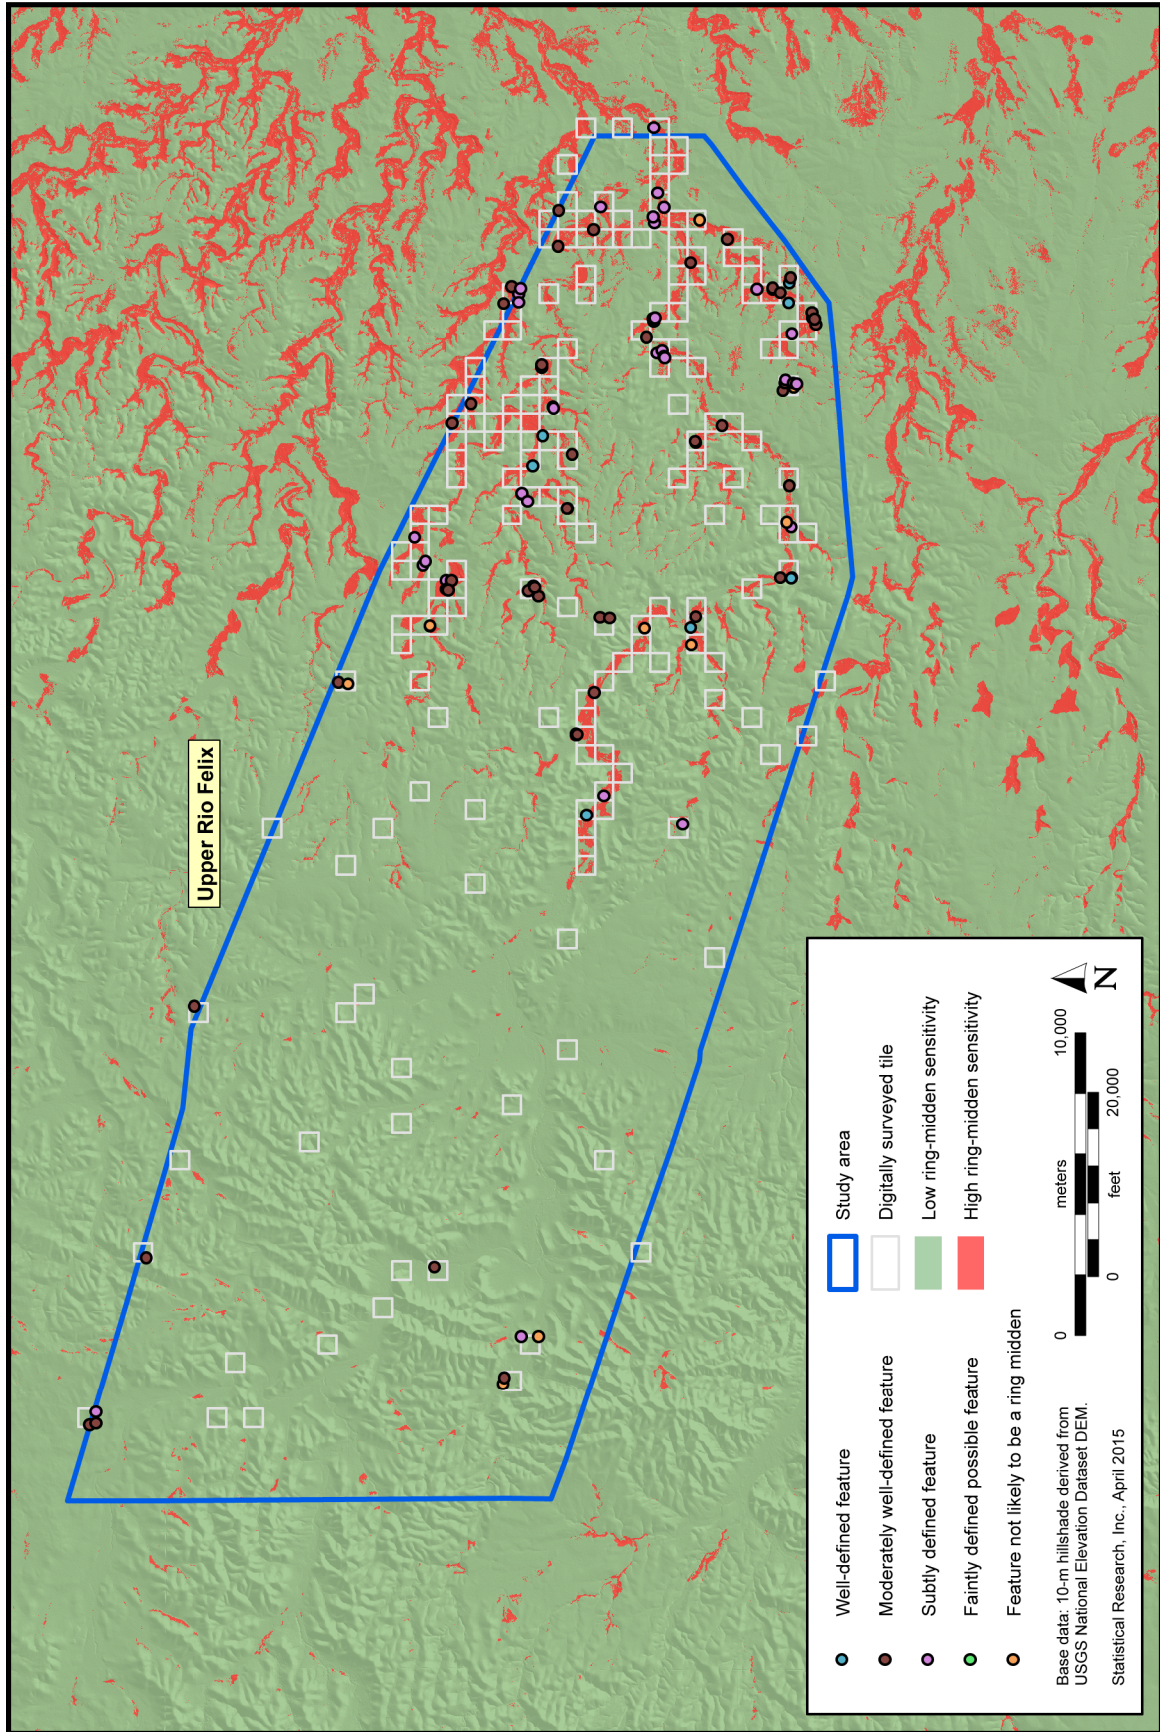 Upper Rio Felix
Well-defined feature
Moderately well-defined feature
Subtly defined feature
Faintly defined possible feature
Feature not likely to be a ring midden
Study area
Digitally surveyed tile
Low ring-midden sensitivity
High ring-midden sensitivity
Base data: 10-m hillshade derived from
USGS National Elevation Dataset DEM.
Statistical Research, Inc., April 2015
0 meters 10,000
0 feet 20,000
N